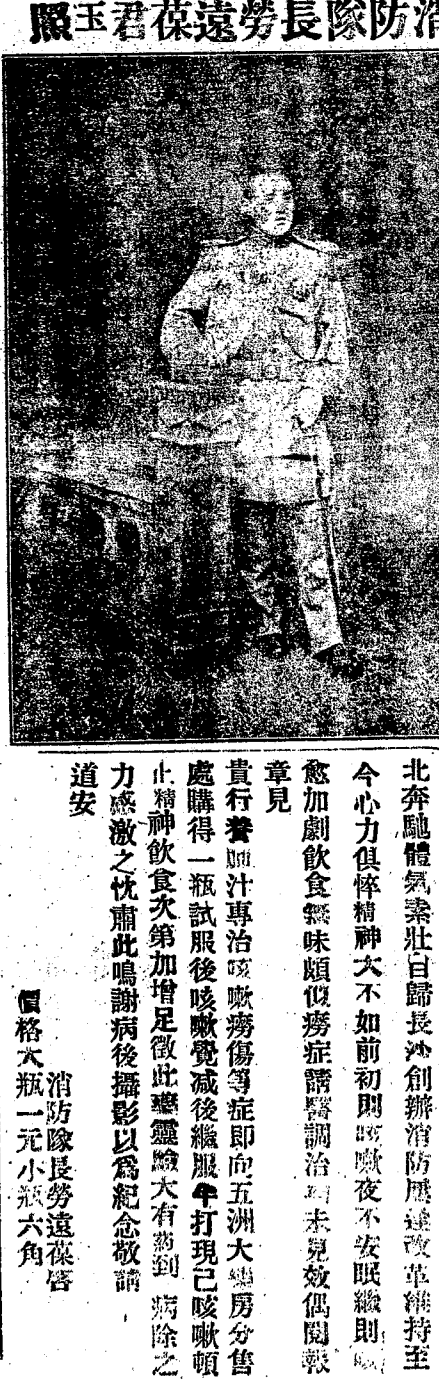 消防隊長勞遠葆君玉照
北奔馳體氣素壯自歸長沙創辦消防歷達改革維持至
今心力俱悴精神大不如前初則咳嗽夜不安眠繼則
愈加劇飲食無味頗似癆症請醫調治未見效偶閱報
章見
貴行養肺汁專治咳嗽癆傷等症即向五洲大藥房分售
處購得一瓶試服後咳嗽覺減後繼服半打現已咳嗽頓
止精神飲食次第加增足徵此藥靈驗大有藥到病除之
力感激之忱肅此鳴謝病後攝影以爲紀念敬請
道安
消防隊長勞遠葆啓
價格大瓶一元小瓶六角